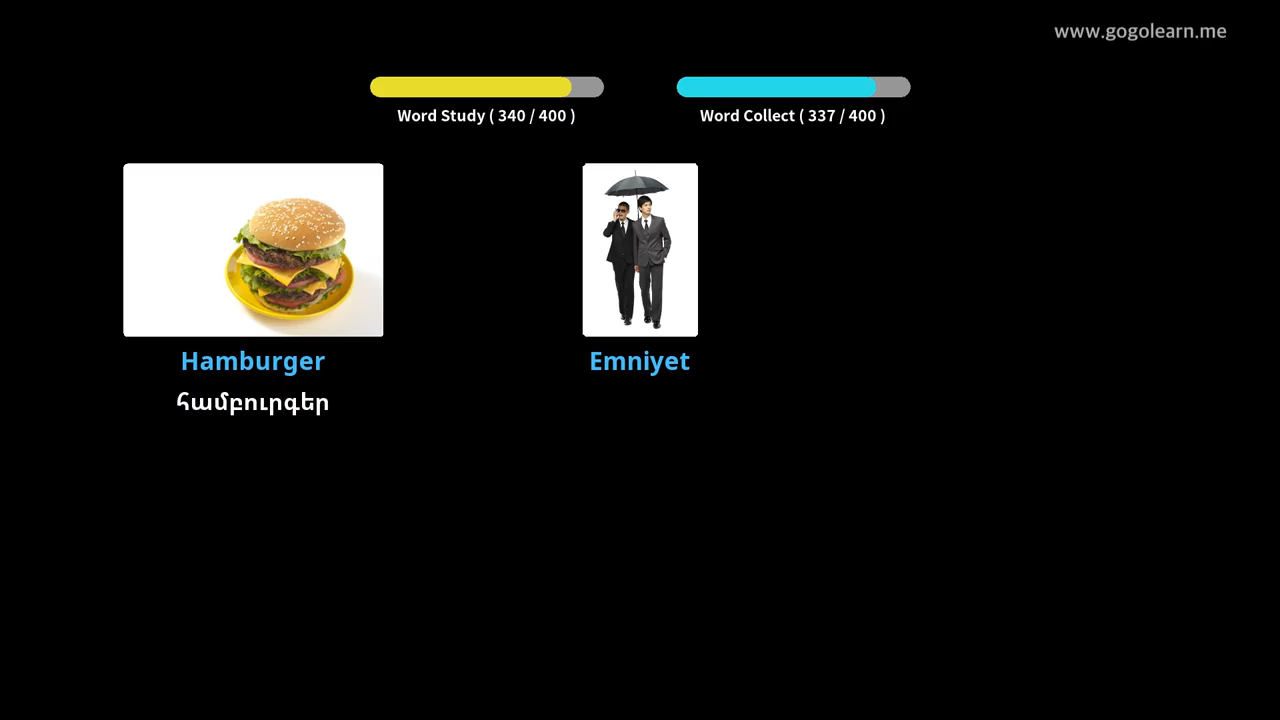 www.gogolearn.me
Word Study ( 340 / 400 )
Word Collect ( 337 / 400 )
Hamburger
համբուրգեր
Emniyet